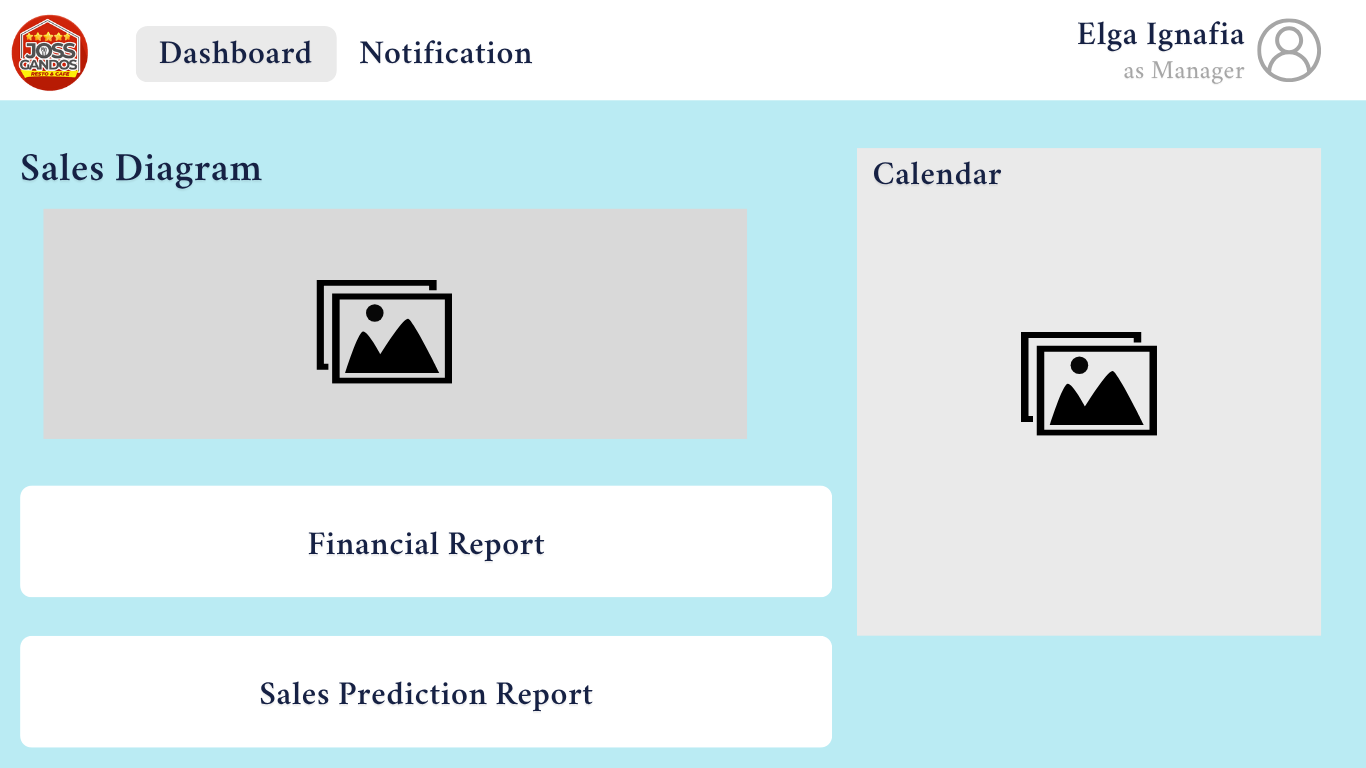 JOSS
GANDOS
RESTO & CAFE
Dashboard
Notification
Elga Ignafia
as Manager
Sales Diagram
Calendar
Financial Report
Sales Prediction Report